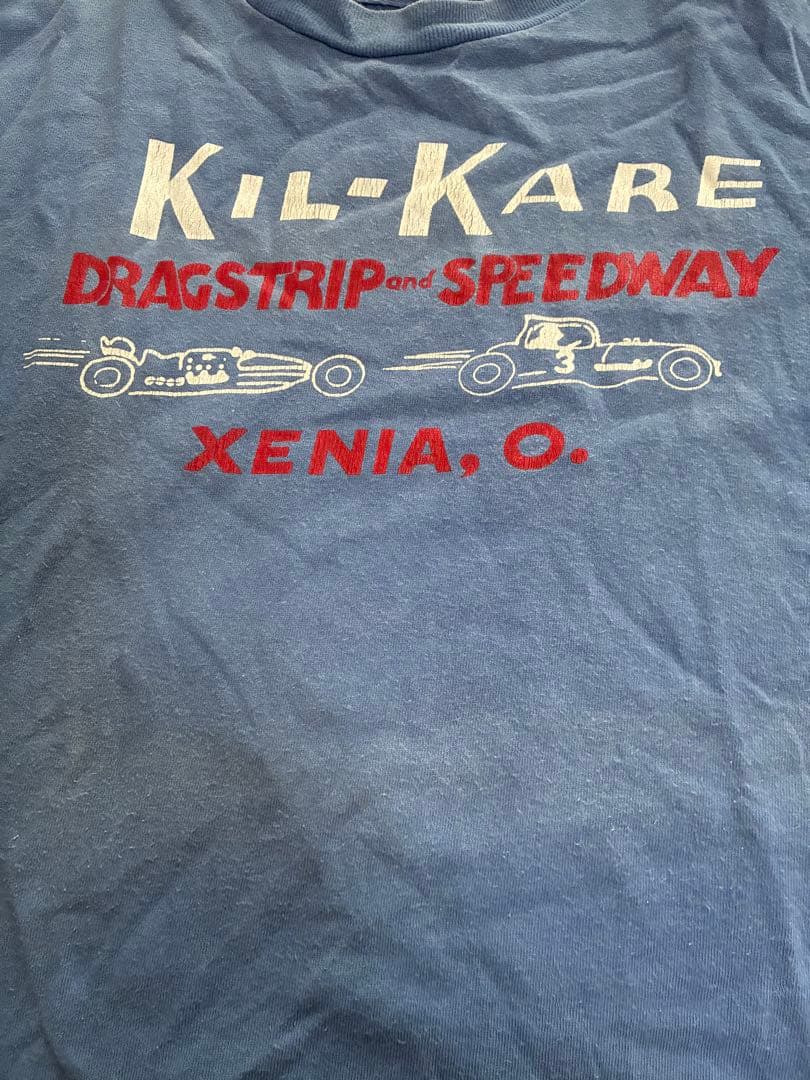 KIL-KARE
DRAGSTRIP and SPEEDWAY
3
XENIA, O.